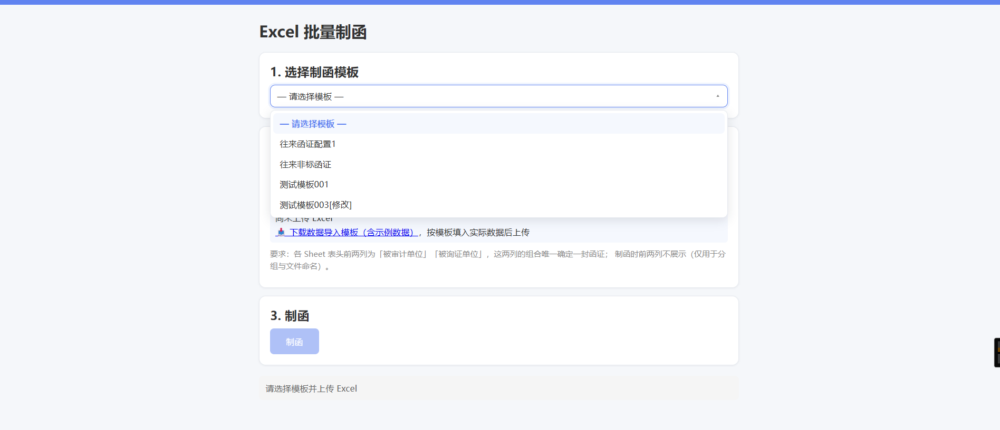 Excel 批量制函
1. 选择制函模板
— 请选择模板 —
— 请选择模板 —
往来函证配置1
往来非标函证
测试模板001
测试模板003[修改]
尚未上传 Excel
下载数据导入模板（含示例数据），按模板填入实际数据后上传
要求：各 Sheet 表头前两列为「被审计单位」「被询证单位」，这两列的组合唯一确定一封函证； 制函时前两列不展示（仅用于分
组与文件命名）。
3. 制函
制函
请选择模板并上传 Excel